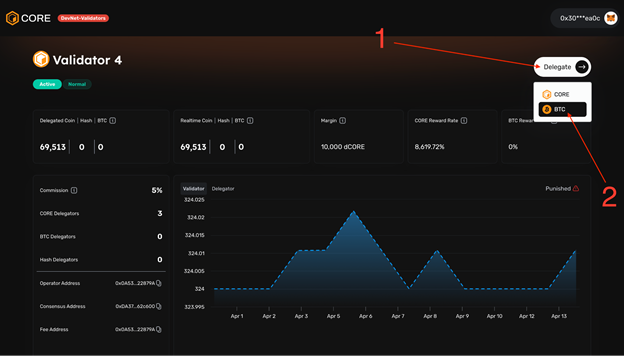 CORE DevNet-Validators 0x30***ea0c
1
Validator 4
Delegate
Active Normal
CORE
BTC
2
Delegated Coin | Hash | BTC
69,513 | 0 | 0
Realtime Coin | Hash | BTC
69,513 | 0 | 0
Margin
10,000 dCORE
CORE Reward Rate
8,619.72%
BTC Rewar
0%
Commission 5%
CORE Delegators 3
BTC Delegators 0
Hash Delegators 0
Operator Address 0x0A53...22879A
Consensus Address 0xDA37...62c600
Fee Address 0x0A53...22879A
Validator Delegator Punished
324.025
324.02
324.015
324.01
324.005
324
323.995
Apr 1 Apr 2 Apr 3 Apr 5 Apr 6 Apr 7 Apr 8 Apr 9 Apr 10 Apr 12 Apr 13